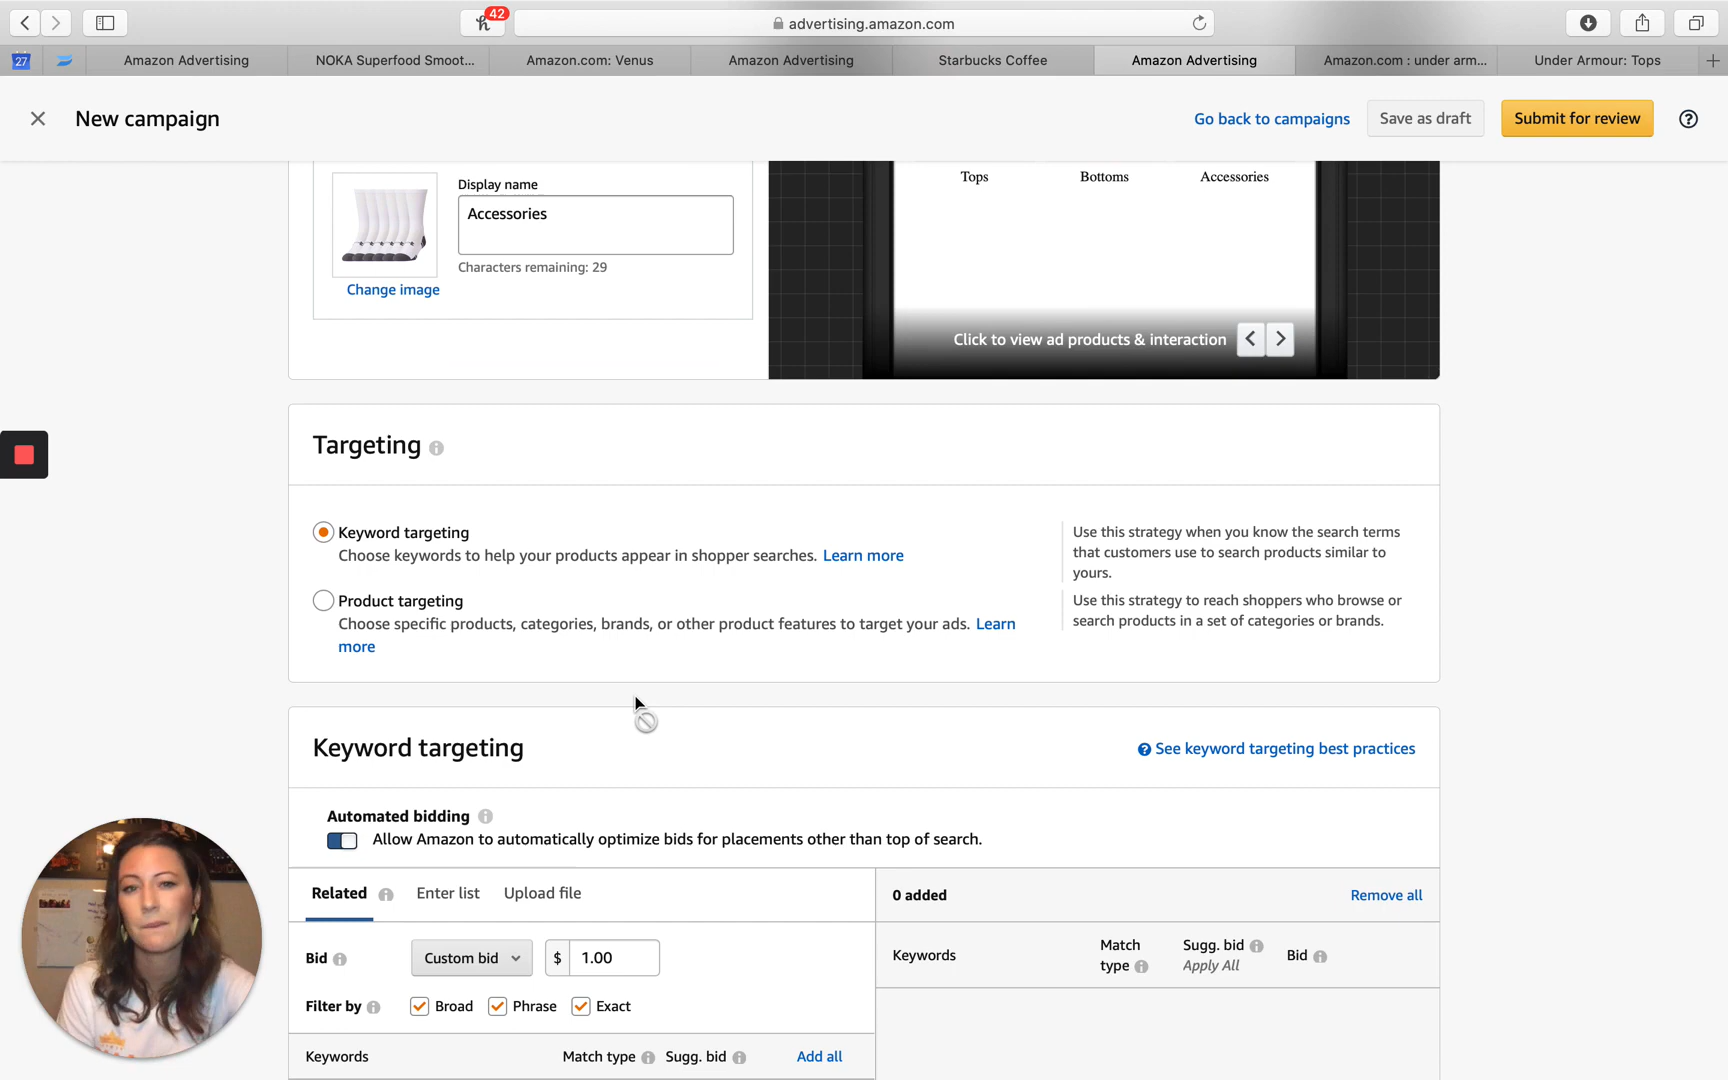 42
advertising.amazon.com
27
Amazon Advertising
NOKA Superfood Smoot...
Amazon.com: Venus
Amazon Advertising
Starbucks Coffee
Amazon Advertising
Amazon.com : under arm...
Under Armour: Tops
New campaign
Go back to campaigns
Save as draft
Submit for review
Display name
Accessories
Characters remaining: 29
Change image
Tops
Bottoms
Accessories
Click to view ad products & interaction
Targeting
Keyword targeting
Choose keywords to help your products appear in shopper searches. Learn more
Use this strategy when you know the search terms
that customers use to search products similar to
yours.
Product targeting
Choose specific products, categories, brands, or other product features to target your ads. Learn
more
Use this strategy to reach shoppers who browse or
search products in a set of categories or brands.
Keyword targeting
See keyword targeting best practices
Automated bidding
Allow Amazon to automatically optimize bids for placements other than top of search.
Related
Enter list
Upload file
0 added
Remove all
Bid
Custom bid
$ 1.00
Keywords
Match
type
Sugg. bid
Apply All
Bid
Filter by
Broad
Phrase
Exact
Keywords
Match type
Sugg. bid
Add all